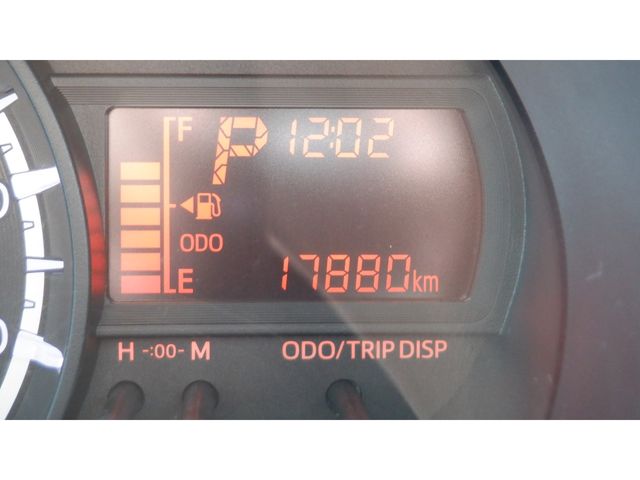 F P 12:02
ODO
E 17880km
H -:00- M ODO/TRIP DISP